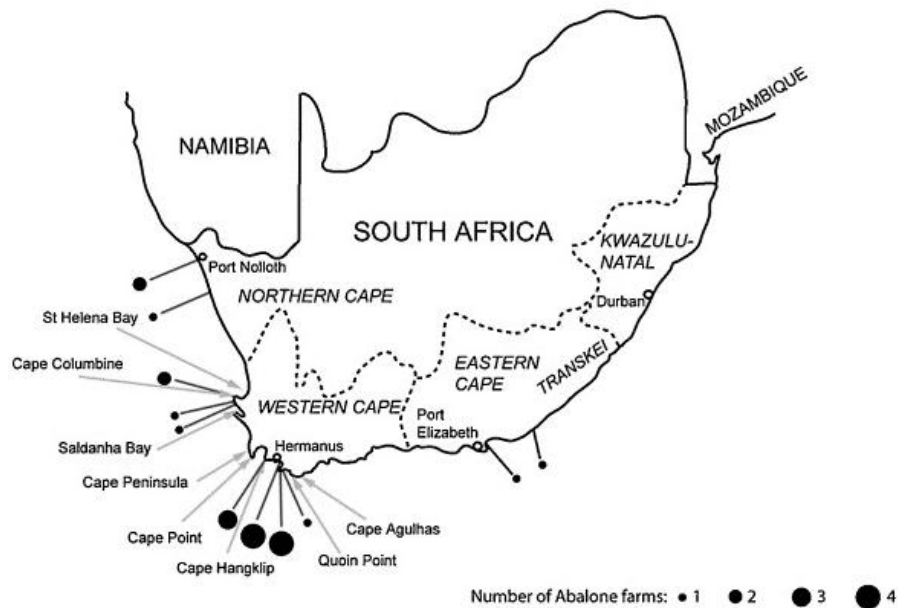 MOZAMBIQUE
NAMIBIA
SOUTH AFRICA
KWAZULU-
NATAL
Port Nolloth
NORTHERN CAPE
Durban
St Helena Bay
Cape Columbine
EASTERN
CAPE
TRANSKEI
WESTERN CAPE
Port
Elizabeth
Saldanha Bay
Hermanus
Cape Peninsula
Cape Point
Cape Agulhas
Cape Hangklip
Quoin Point
Number of Abalone farms: 1 2 3 4